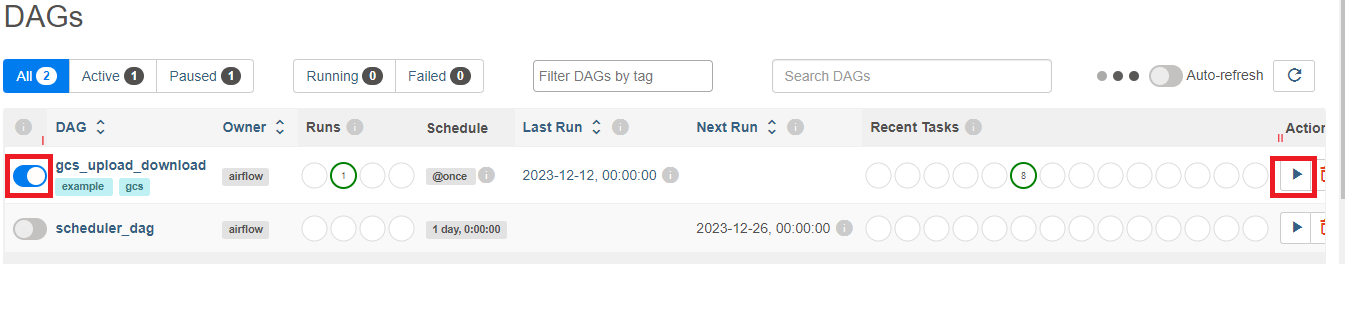 DAGs
All 2 Active 1 Paused 1 Running 0 Failed 0 Filter DAGs by tag Search DAGs Auto-refresh
i DAG Owner Runs i Schedule Last Run i Next Run i Recent Tasks i Action
I II
gcs_upload_download airflow 1 @once i 2023-12-12, 00:00:00 i 8
example gcs
scheduler_dag airflow 1 day, 0:00:00 2023-12-26, 00:00:00 i